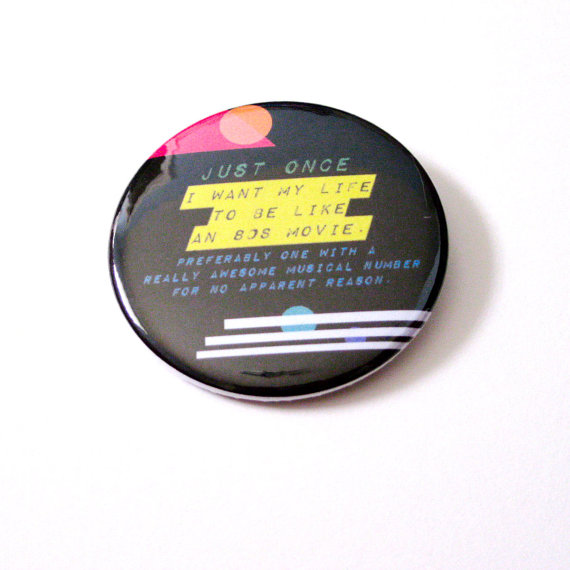 JUST ONCE
I WANT MY LIFE
TO BE LIKE
AN 80S MOVIE.
PREFERABLY ONE WITH A
REALLY AWESOME MUSICAL NUMBER
FOR NO APPARENT REASON.